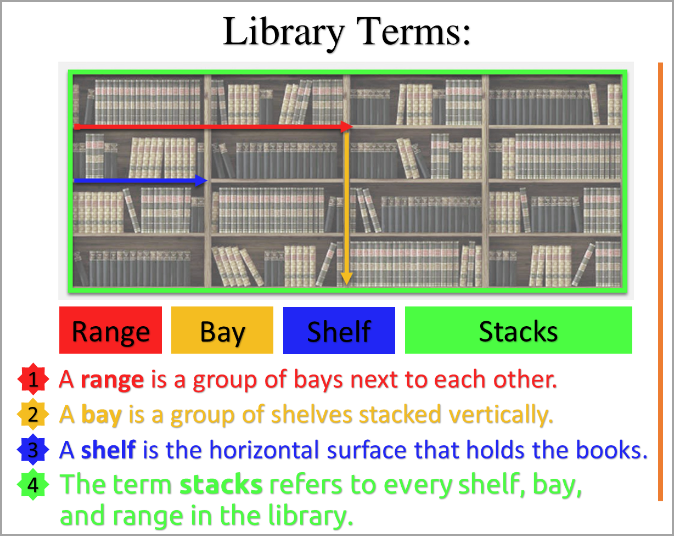 Library Terms:
Range Bay Shelf Stacks
1 A range is a group of bays next to each other.
2 A bay is a group of shelves stacked vertically.
3 A shelf is the horizontal surface that holds the books.
4 The term stacks refers to every shelf, bay,
and range in the library.